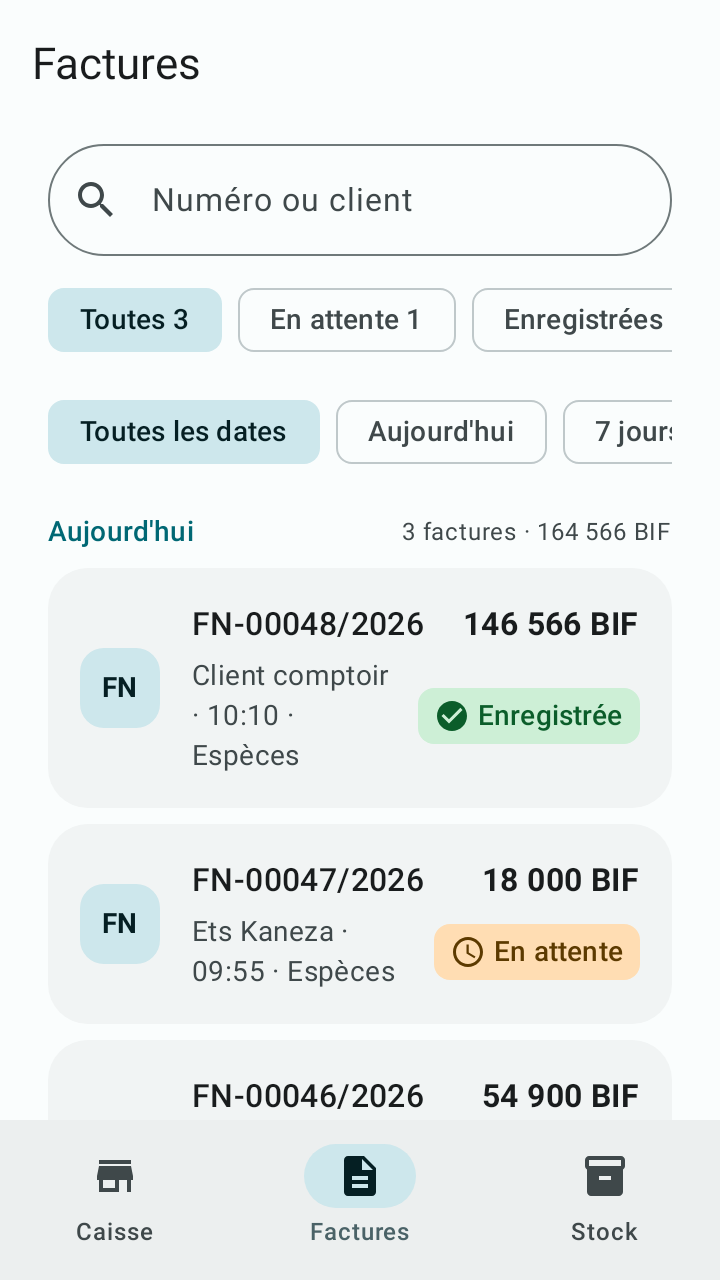 Factures
Numéro ou client
Toutes 3
En attente 1
Enregistrées
Toutes les dates
Aujourd'hui
7 jours
Aujourd'hui
3 factures · 164 566 BIF
FN-00048/2026
146 566 BIF
FN
Client comptoir
· 10:10 ·
Espèces
Enregistrée
FN-00047/2026
18 000 BIF
FN
Ets Kaneza ·
09:55 · Espèces
En attente
FN-00046/2026
54 900 BIF
Caisse
Factures
Stock